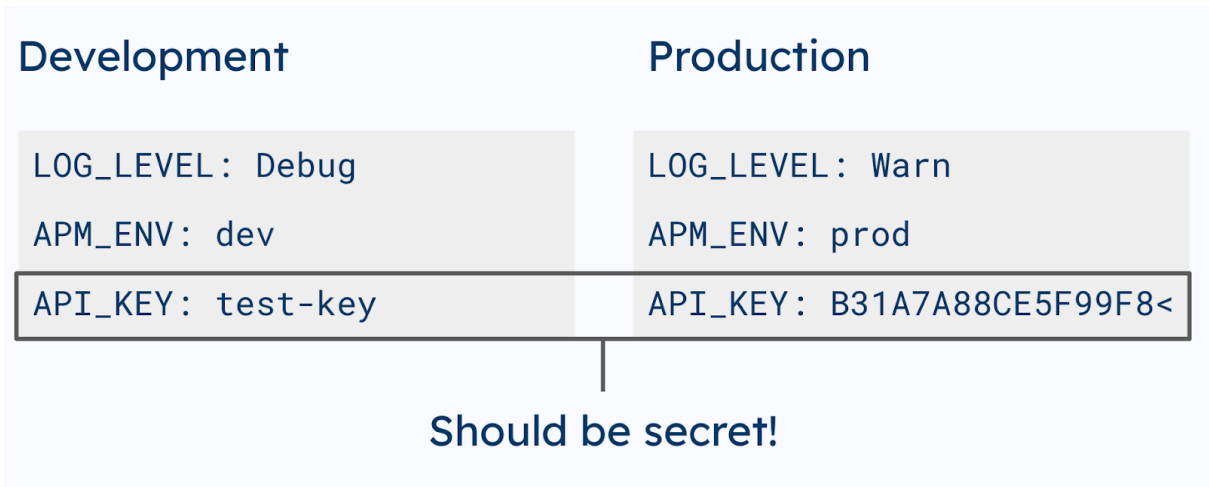 Development
Production
LOG_LEVEL: Debug
APM_ENV: dev
API_KEY: test-key
LOG_LEVEL: Warn
APM_ENV: prod
API_KEY: B31A7A88CE5F99F8<
Should be secret!